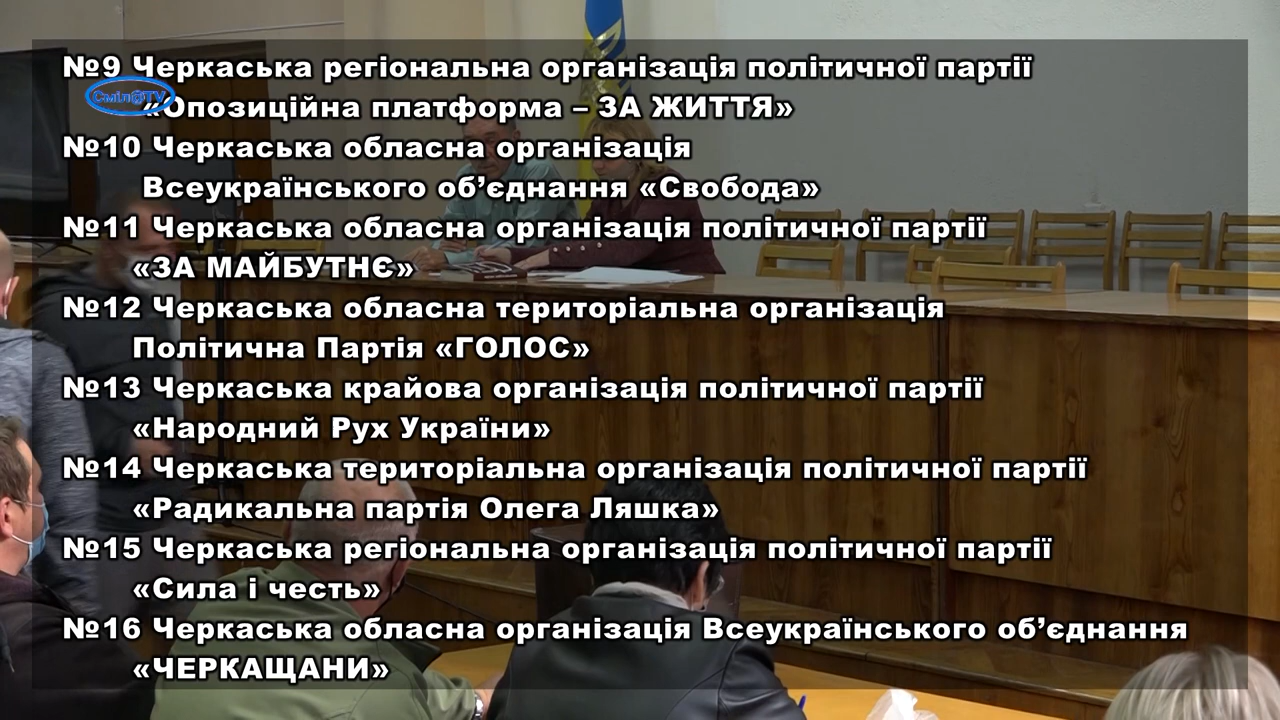 №9 Черкаська регіональна організація політичної партії
СмілаTV
«Опозиційна платформа – ЗА ЖИТТЯ»
№10 Черкаська обласна організація
Всеукраїнського об’єднання «Свобода»
№11 Черкаська обласна організація політичної партії
«ЗА МАЙБУТНЄ»
№12 Черкаська обласна територіальна організація
Політична Партія «ГОЛОС»
№13 Черкаська крайова організація політичної партії
«Народний Рух України»
№14 Черкаська територіальна організація політичної партії
«Радикальна партія Олега Ляшка»
№15 Черкаська регіональна організація політичної партії
«Сила і честь»
№16 Черкаська обласна організація Всеукраїнського об’єднання
«ЧЕРКАЩАНИ»